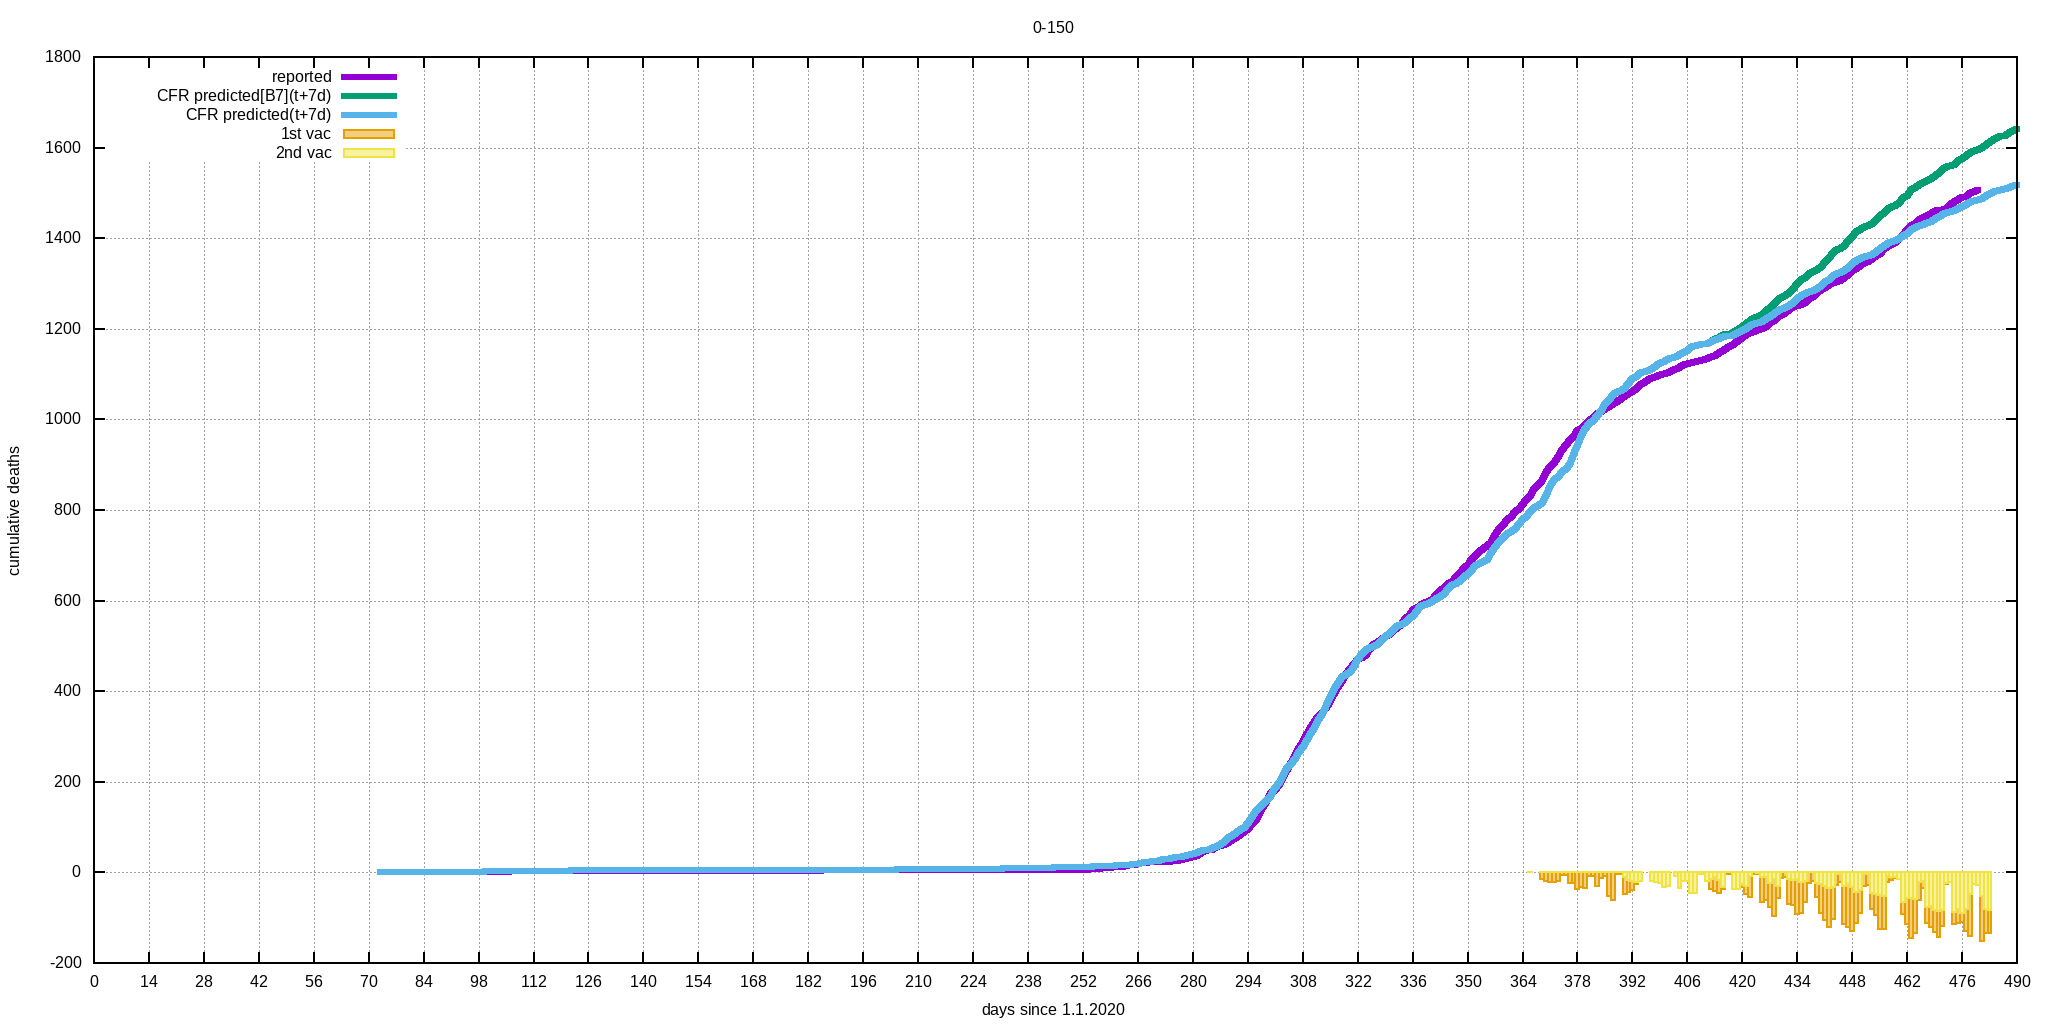 0-150
1800
1600
1400
1200
1000
800
600
400
200
0
-200
cumulative deaths
reported
CFR predicted[B7](t+7d)
CFR predicted(t+7d)
1st vac
2nd vac
0 14 28 42 56 70 84 98 112 126 140 154 168 182 196 210 224 238 252 266 280 294 308 322 336 350 364 378 392 406 420 434 448 462 476 490
days since 1.1.2020